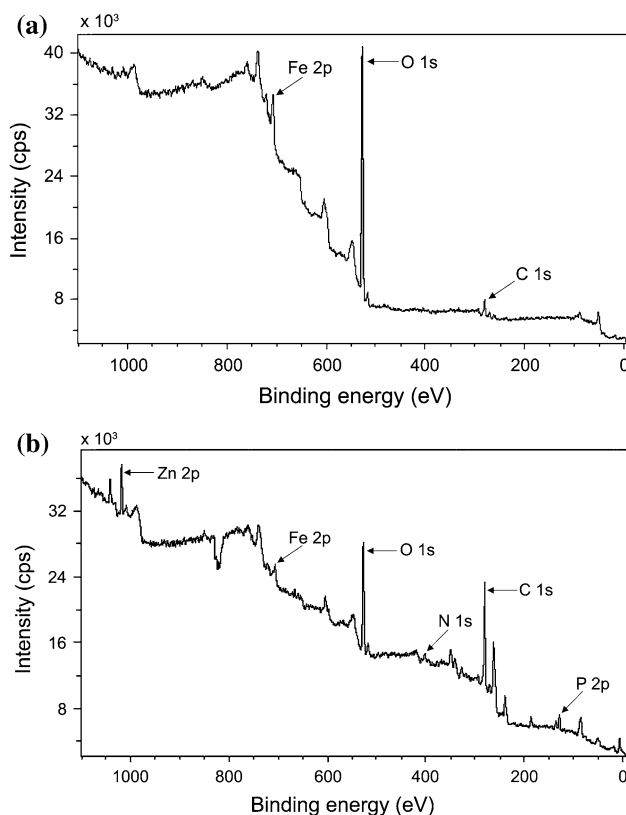 (a)
x 10³
40
32
24
16
8
Intensity (cps)
Fe 2p
O 1s
C 1s
1000 800 600 400 200 0
Binding energy (eV)
(b)
x 10³
32
24
16
8
Intensity (cps)
Zn 2p
Fe 2p
O 1s
N 1s
C 1s
P 2p
1000 800 600 400 200 0
Binding energy (eV)